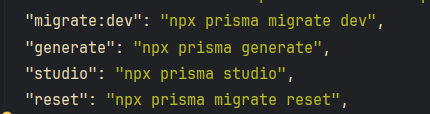 "migrate:dev": "npx prisma migrate dev",
"generate": "npx prisma generate",
"studio": "npx prisma studio",
"reset": "npx prisma migrate reset",